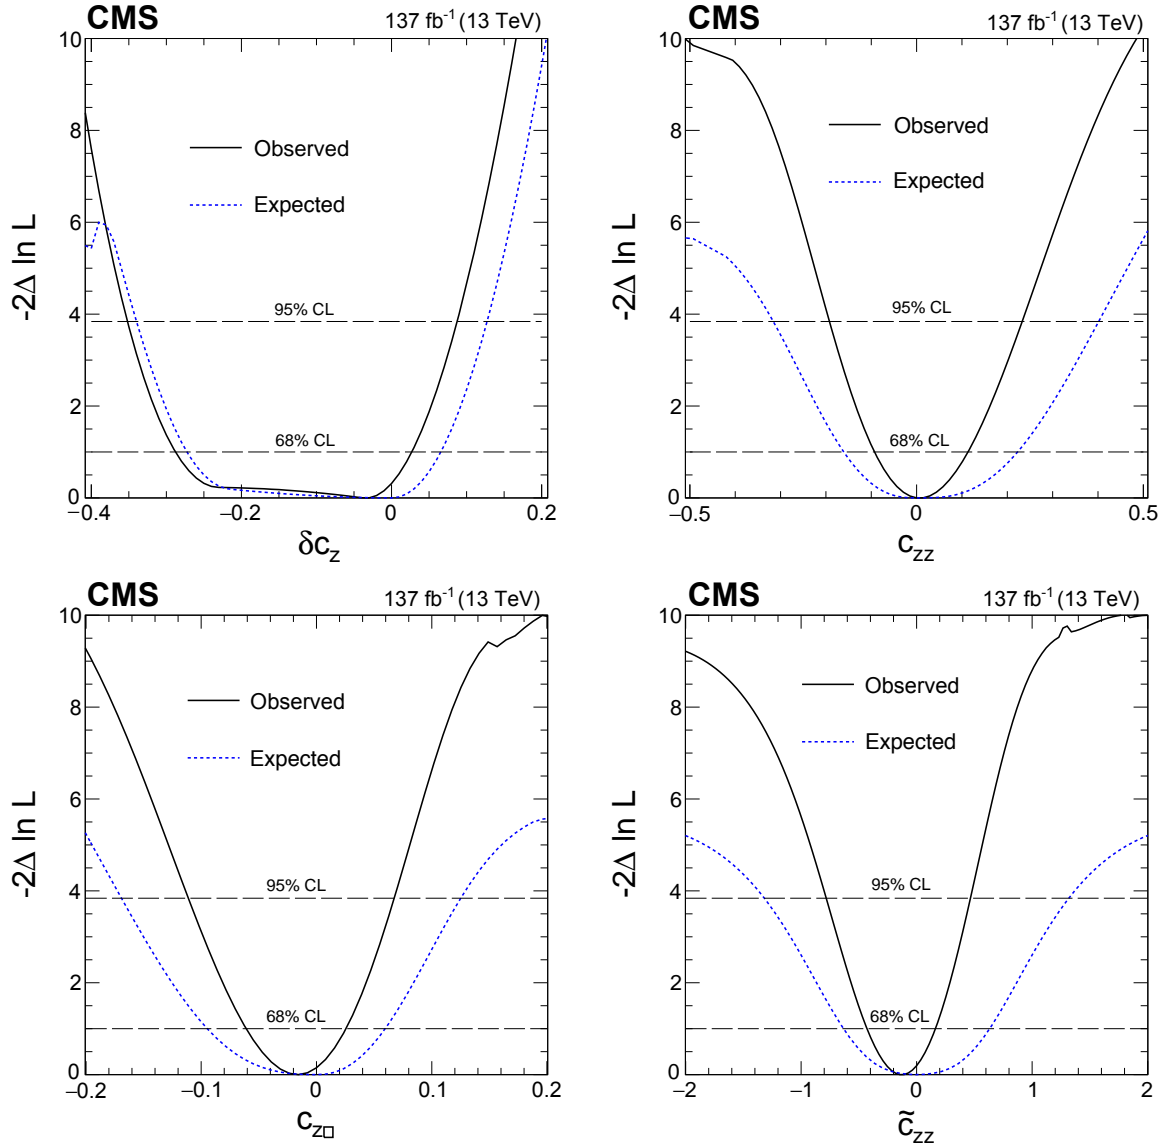 CMS 137 fb⁻¹ (13 TeV)
10
8
6
4
2
0
-2Δ ln L
Observed
Expected
95% CL
68% CL
−0.4 −0.2 0 0.2
δc_z
CMS 137 fb⁻¹ (13 TeV)
10
8
6
4
2
0
-2Δ ln L
Observed
Expected
95% CL
68% CL
−0.5 0 0.5
c_zz
CMS 137 fb⁻¹ (13 TeV)
10
8
6
4
2
0
-2Δ ln L
Observed
Expected
95% CL
68% CL
−0.2 −0.1 0 0.1 0.2
c_z□
CMS 137 fb⁻¹ (13 TeV)
10
8
6
4
2
0
-2Δ ln L
Observed
Expected
95% CL
68% CL
−2 −1 0 1 2
c̃_zz